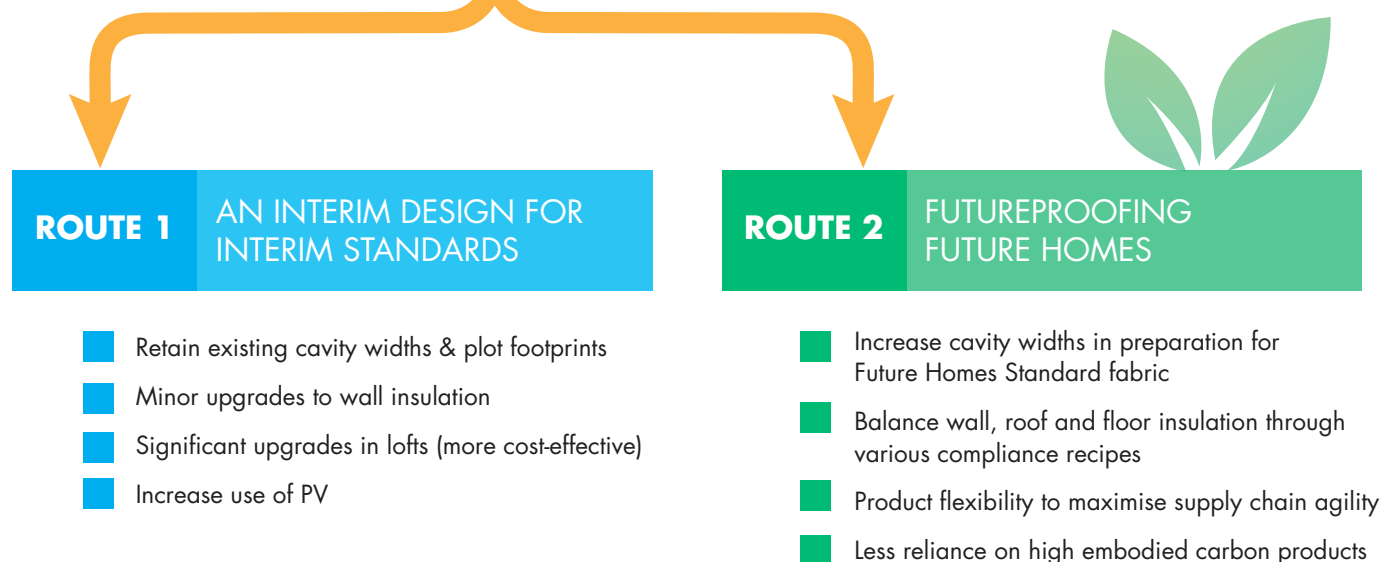 ROUTE 1
AN INTERIM DESIGN FOR
INTERIM STANDARDS
Retain existing cavity widths & plot footprints
Minor upgrades to wall insulation
Significant upgrades in lofts (more cost-effective)
Increase use of PV
ROUTE 2
FUTUREPROOFING
FUTURE HOMES
Increase cavity widths in preparation for
Future Homes Standard fabric
Balance wall, roof and floor insulation through
various compliance recipes
Product flexibility to maximise supply chain agility
Less reliance on high embodied carbon products